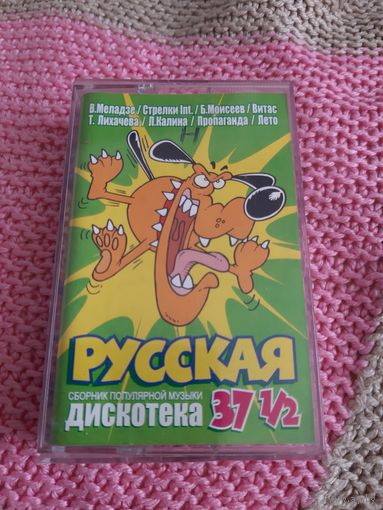 В.Меладзе / Стрелки Int. / Б.Моисеев / Витас
Т. Лихачева / Л.Калина / Пропаганда / Лето
РУССКАЯ
СБОРНИК ПОПУЛЯРНОЙ МУЗЫКИ
ДИСКОТЕКА 37 1/2